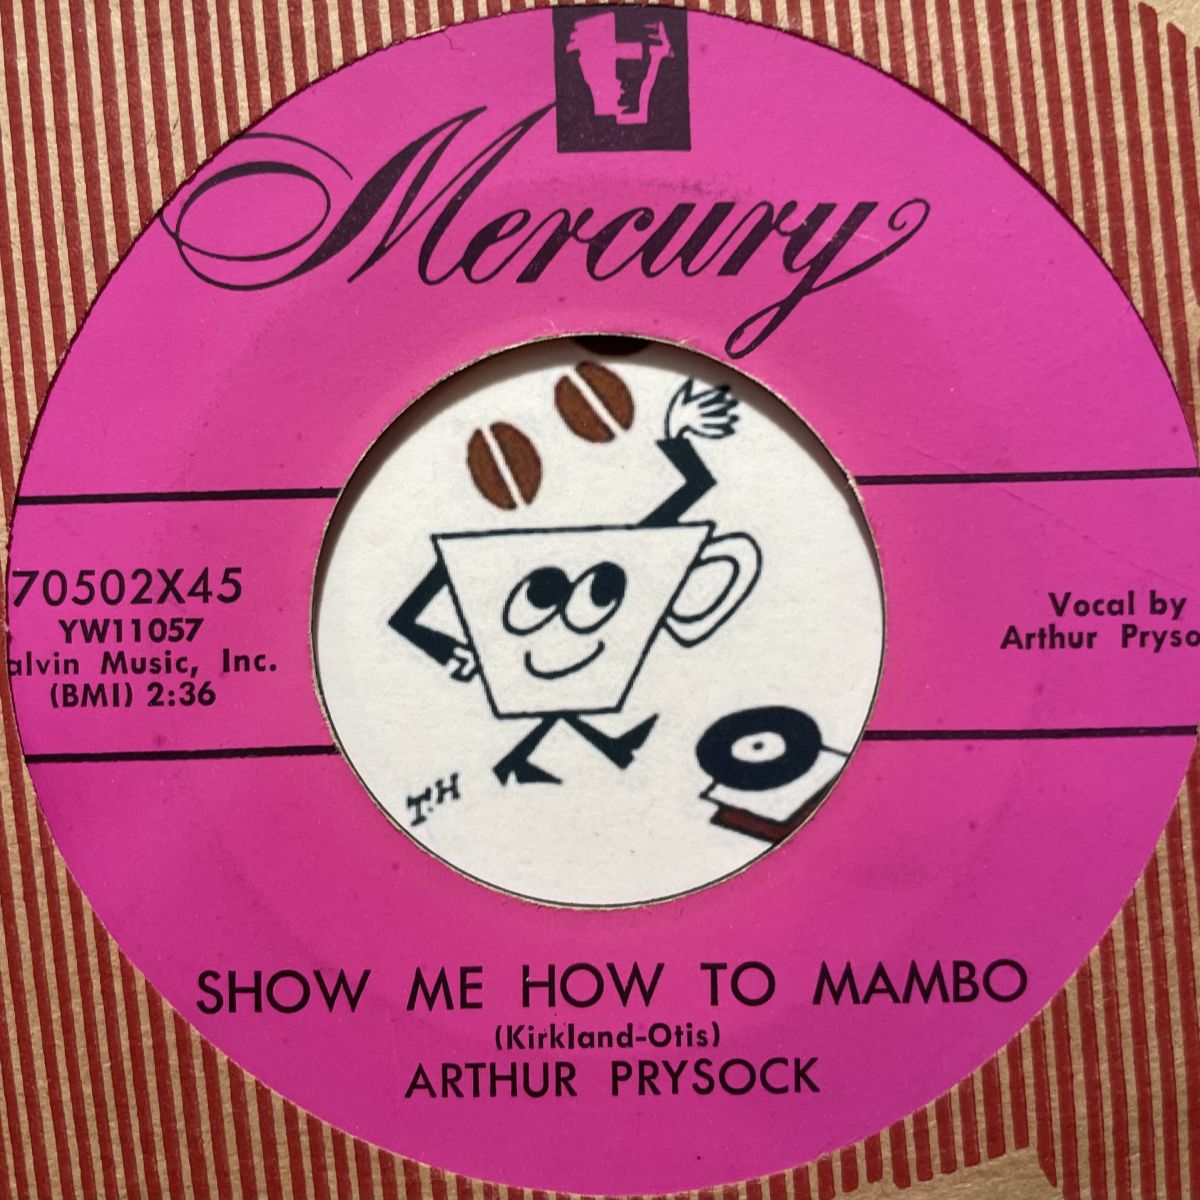 Mercury
70502X45
YW11057
alvin Music, Inc.
(BMI) 2:36
Vocal by
Arthur Pryso
T.H
SHOW ME HOW TO MAMBO
(Kirkland-Otis)
ARTHUR PRYSOCK